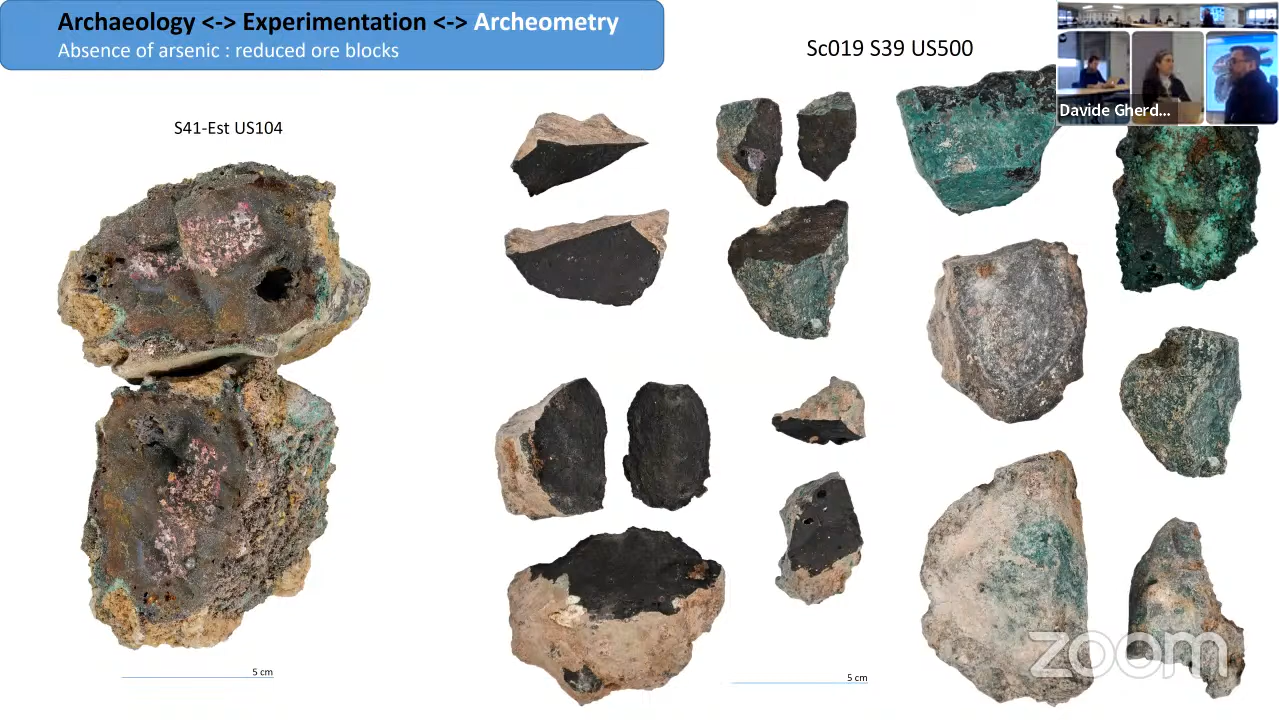 Archaeology <-> Experimentation <-> Archeometry
Absence of arsenic : reduced ore blocks
Sc019 S39 US500
Davide Gherd...
S41-Est US104
5 cm
5 cm
zoom